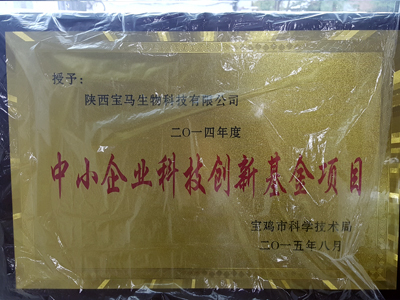 授予：
陕西宝马生物科技有限公司
二〇一四年度
中小企业科技创新基金项目
宝鸡市科学技术局
二〇一五年八月